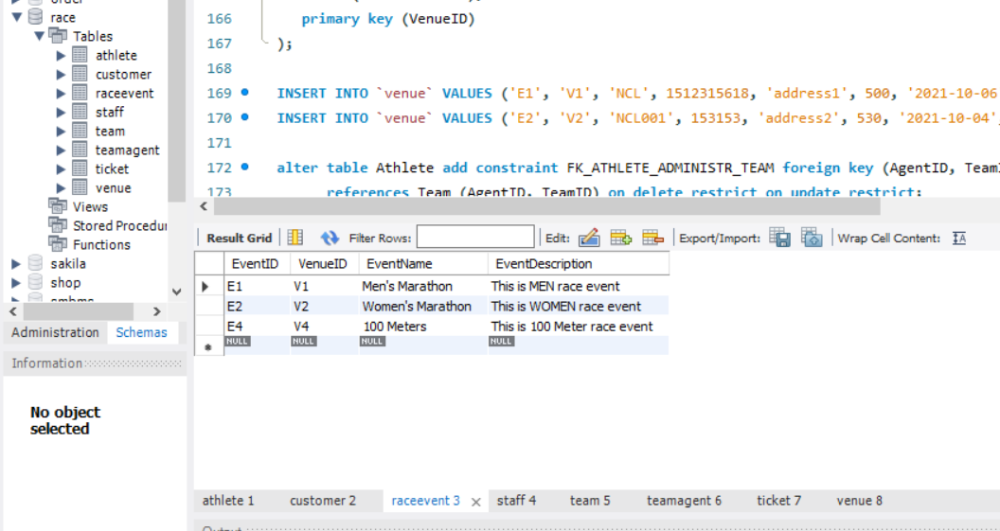 race
Tables
athlete
customer
raceevent
staff
team
teamagent
ticket
venue
Views
Stored Procedur
Functions
sakila
shop
Administration Schemas
Information
No object
selected
166 primary key (VenueID)
167 );
168
169 INSERT INTO `venue` VALUES ('E1', 'V1', 'NCL', 1512315618, 'address1', 500, '2021-10-06
170 INSERT INTO `venue` VALUES ('E2', 'V2', 'NCL001', 153153, 'address2', 530, '2021-10-04'
171
172 alter table Athlete add constraint FK_ATHLETE_ADMINISTR_TEAM foreign key (AgentID, Team
173 references Team (AgentID, TeamID) on delete restrict on update restrict;
Result Grid Filter Rows: Edit: Export/Import: Wrap Cell Content:
EventID VenueID EventName EventDescription
E1 V1 Men's Marathon This is MEN race event
E2 V2 Women's Marathon This is WOMEN race event
E4 V4 100 Meters This is 100 Meter race event
NULL NULL NULL NULL
athlete 1 customer 2 raceevent 3 staff 4 team 5 teamagent 6 ticket 7 venue 8